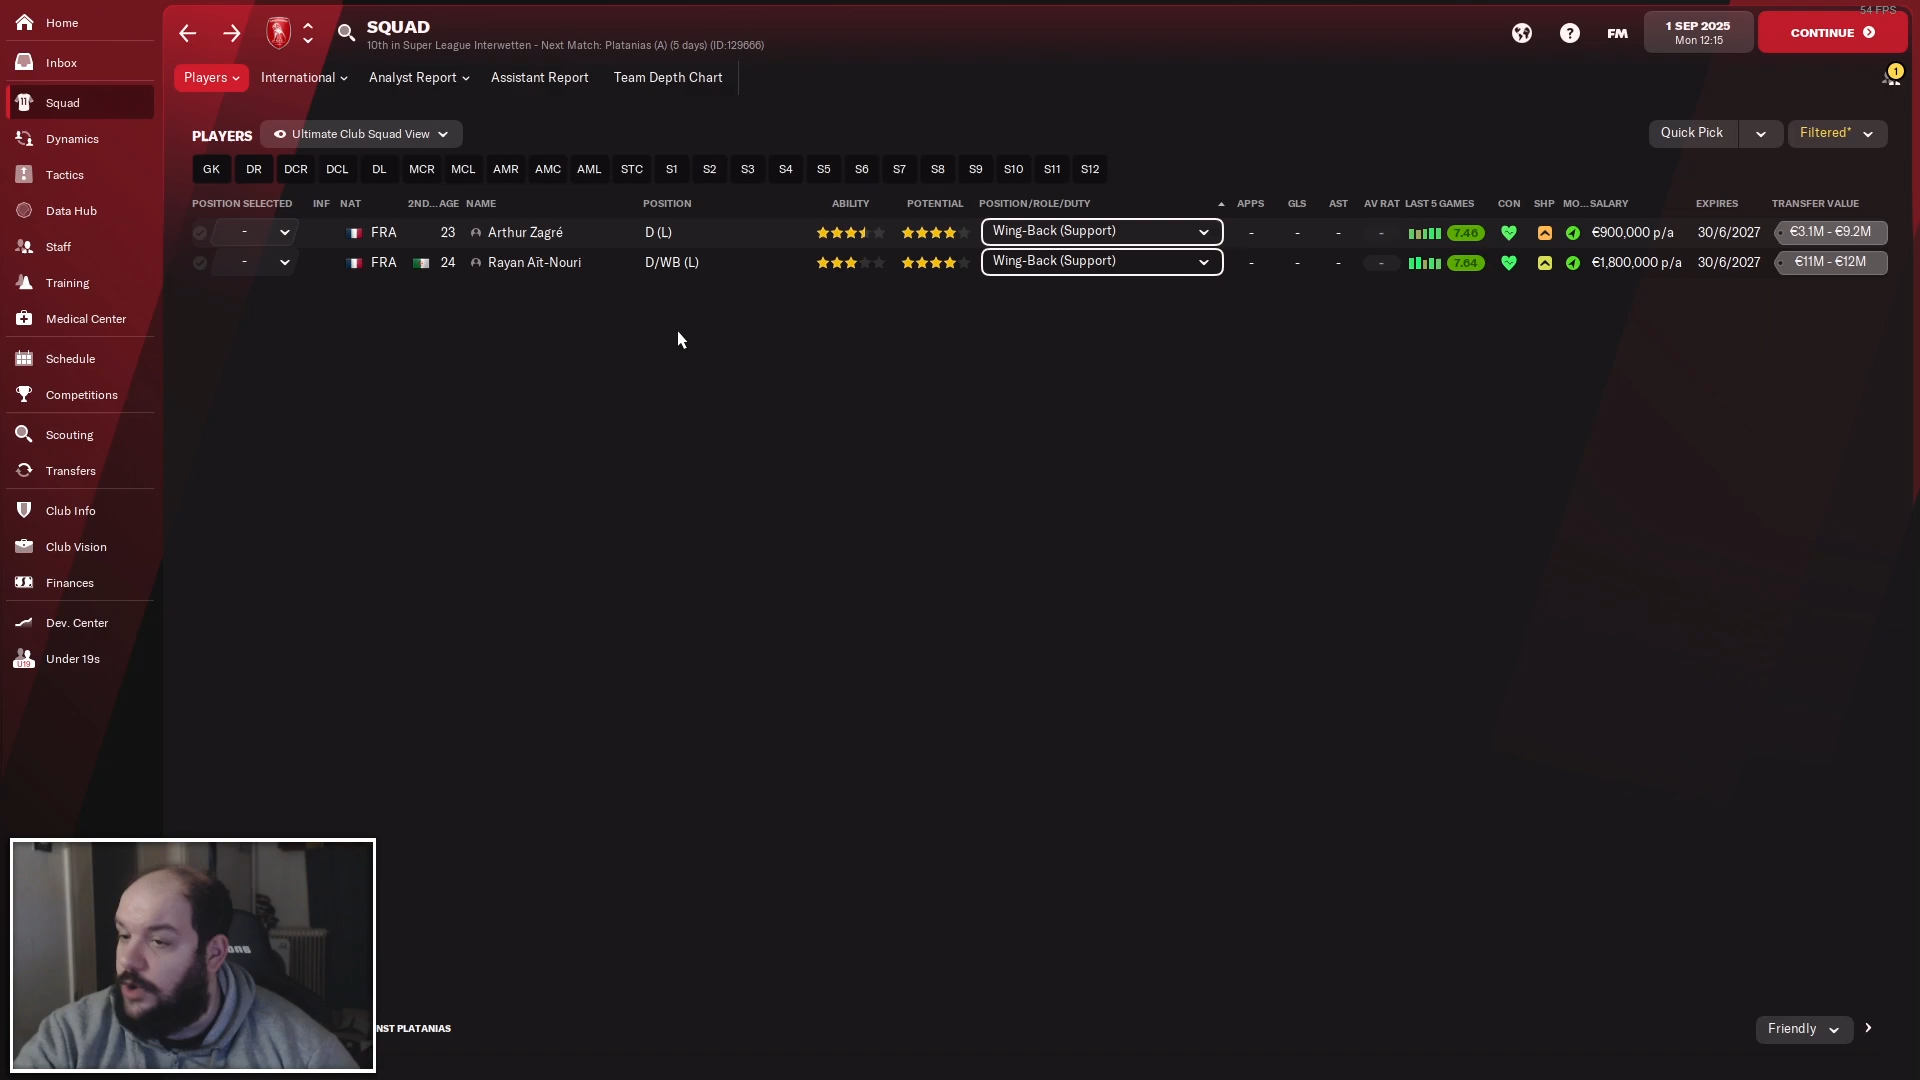 54 FPS
Home
Inbox
Squad
Dynamics
Tactics
Data Hub
Staff
Training
Medical Center
Schedule
Competitions
Scouting
Transfers
Club Info
Club Vision
Finances
Dev. Center
Under 19s
U19
SQUAD
10th in Super League Interwetten - Next Match: Platanias (A) (5 days) (ID:129666)
FM
1 SEP 2025
Mon 12:15
CONTINUE
Players International Analyst Report Assistant Report Team Depth Chart
1
PLAYERS Ultimate Club Squad View
Quick Pick Filtered*
GK DR DCR DCL DL MCR MCL AMR AMC AML STC S1 S2 S3 S4 S5 S6 S7 S8 S9 S10 S11 S12
POSITION SELECTED INF NAT 2ND... AGE NAME POSITION ABILITY POTENTIAL POSITION/ROLE/DUTY APPS GLS AST AV RAT LAST 5 GAMES CON SHP MO... SALARY EXPIRES TRANSFER VALUE
- FRA 23 Arthur Zagré D (L) Wing-Back (Support) - - - - 7.46 €900,000 p/a 30/6/2027 €3.1M - €9.2M
- FRA 24 Rayan Aït-Nouri D/WB (L) Wing-Back (Support) - - - - 7.64 €1,800,000 p/a 30/6/2027 €11M - €12M
NST PLATANIAS
Friendly